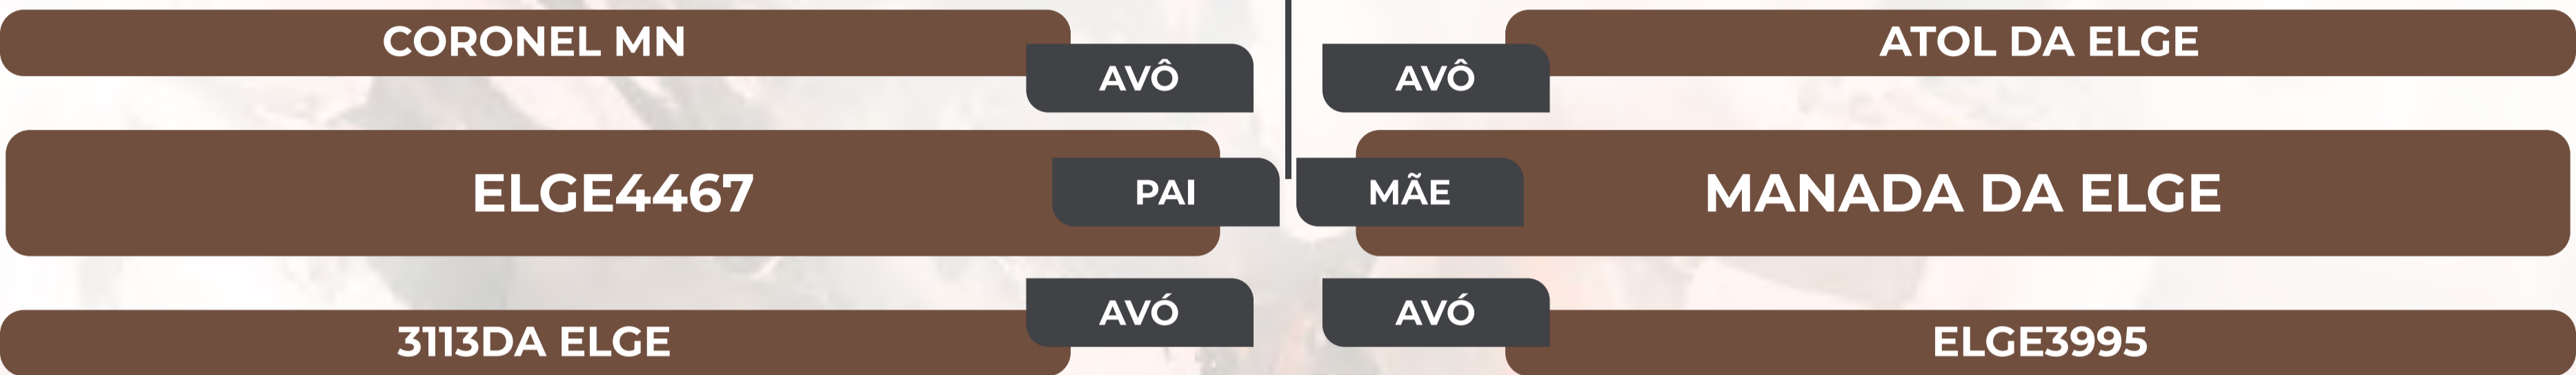 CORONEL MN
AVÔ
AVÔ
ATOL DA ELGE
ELGE4467
PAI
MÃE
MANADA DA ELGE
3113DA ELGE
AVÓ
AVÓ
ELGE3995